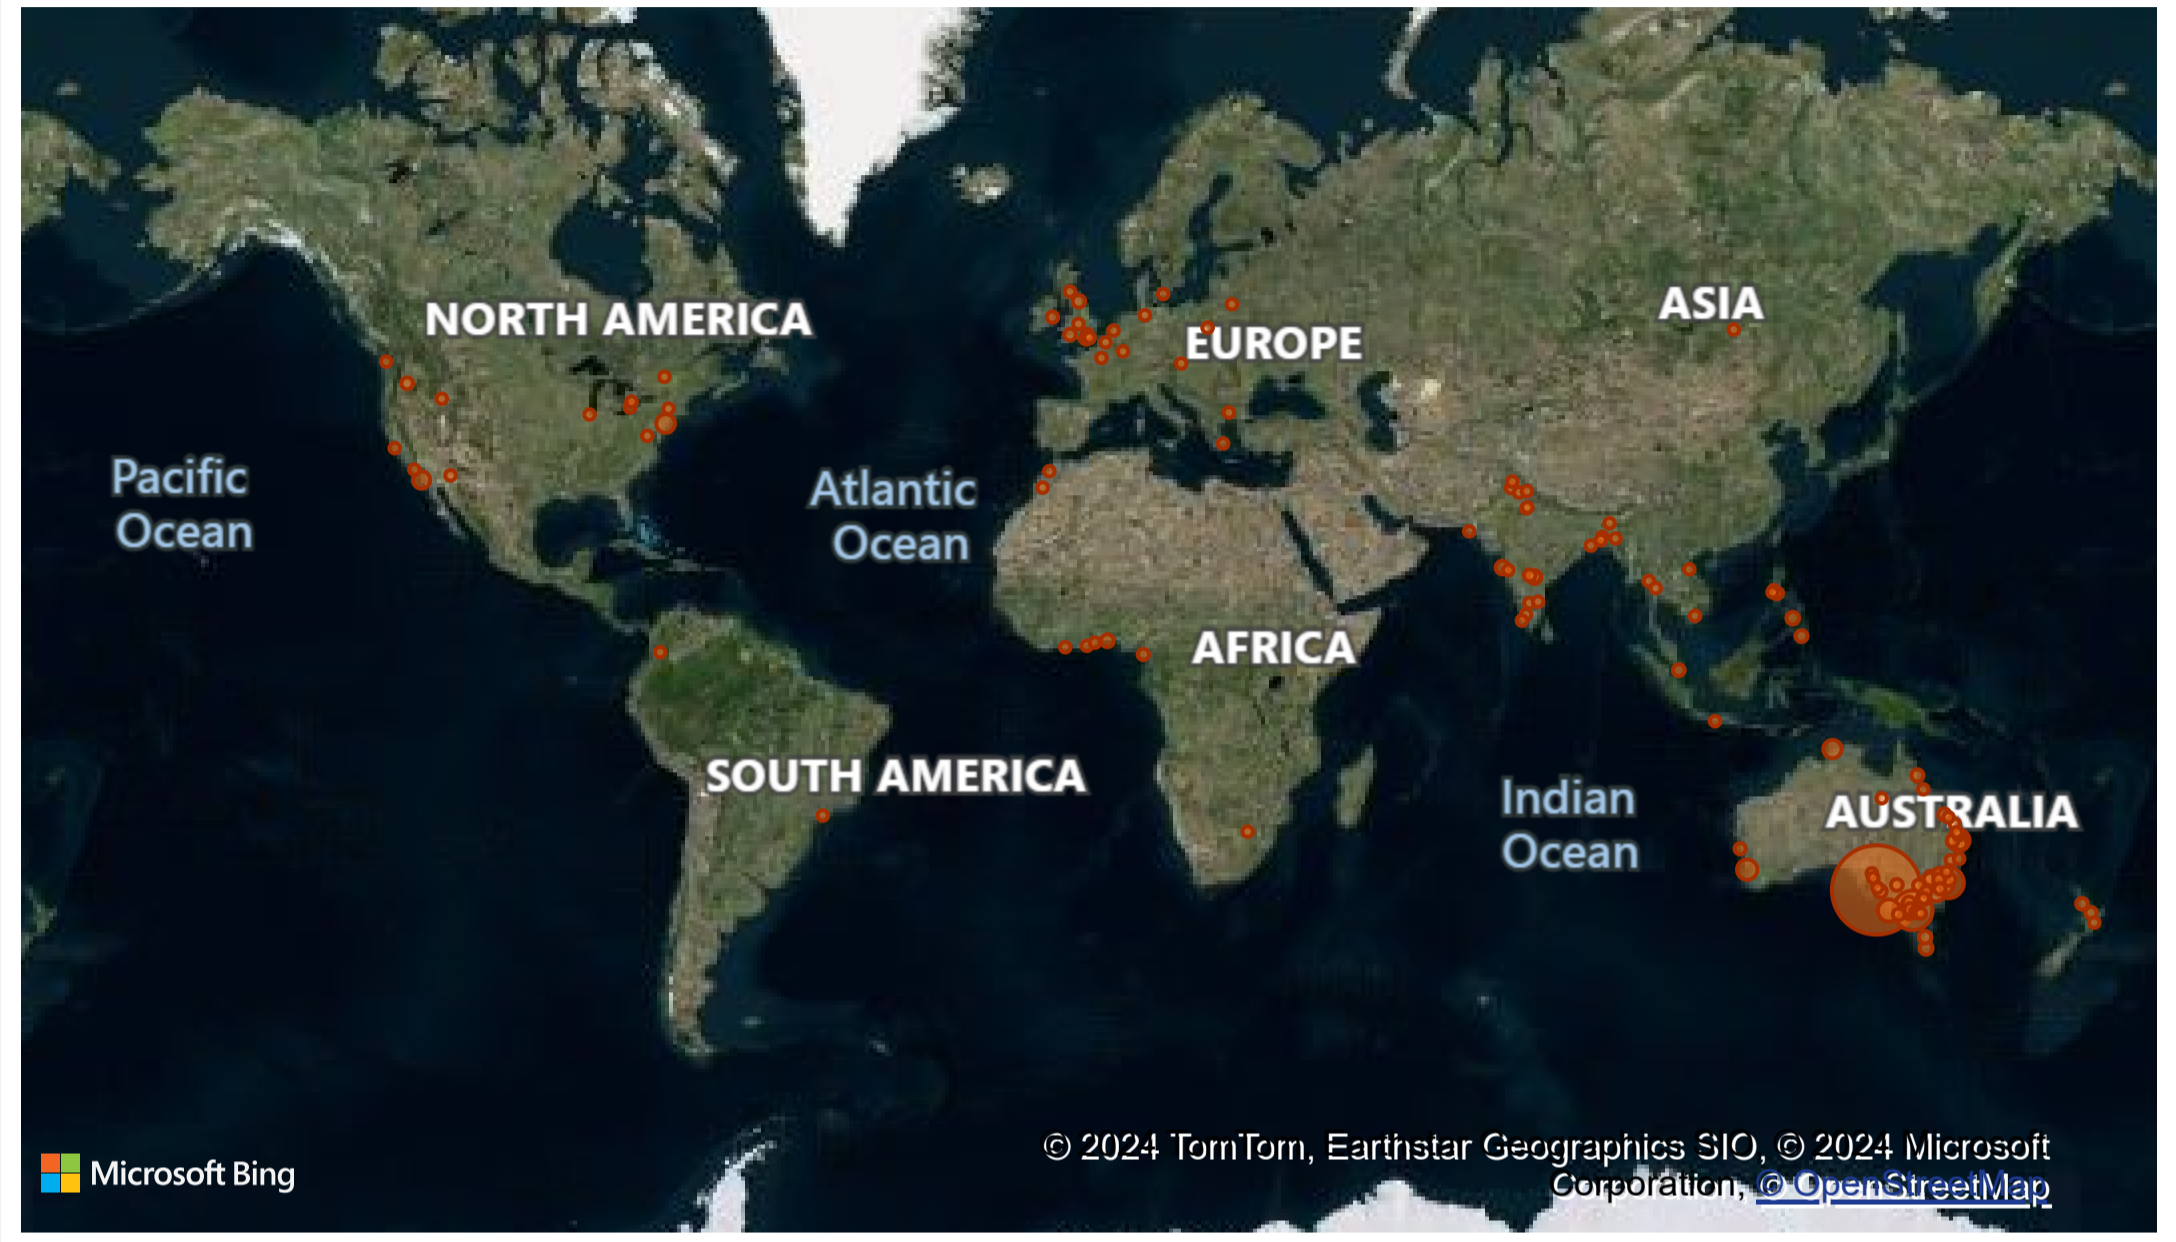 ASIA
NORTH AMERICA
EUROPE
Pacific
Ocean
Atlantic
Ocean
AFRICA
SOUTH AMERICA
Indian
Ocean
AUSTRALIA
© 2024 TomTom, Earthstar Geographics SIO, © 2024 Microsoft
Corporation, © OpenStreetMap
Microsoft Bing